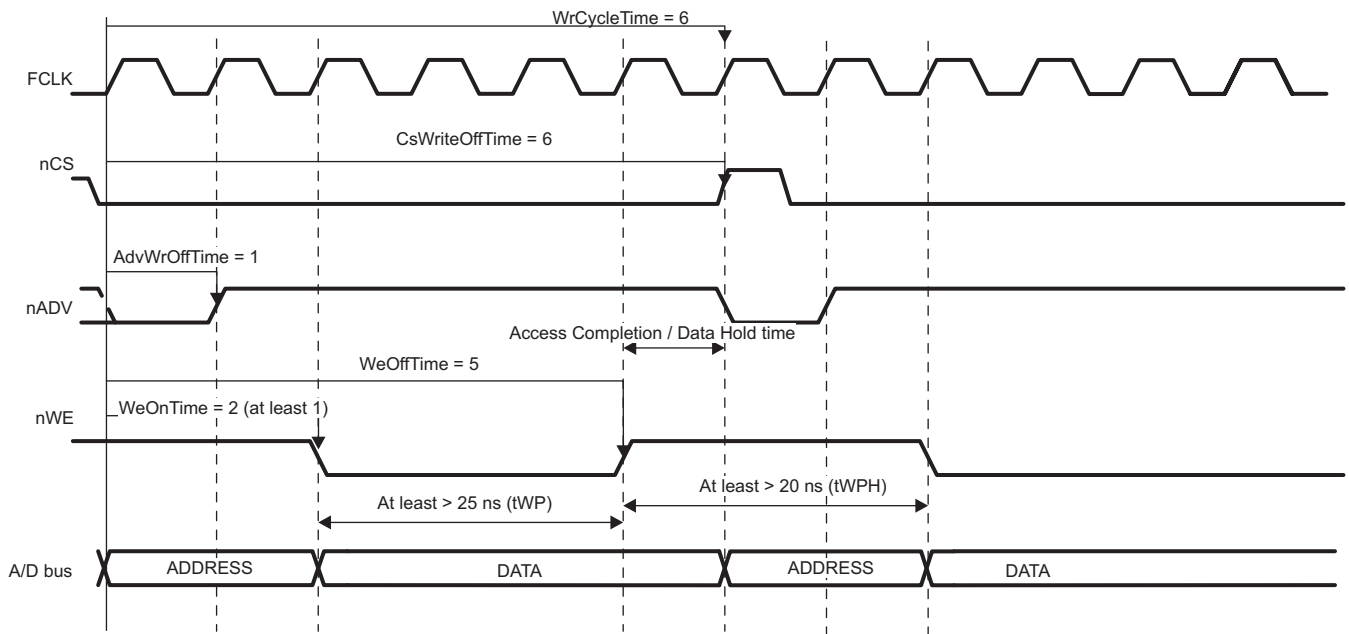 WrCycleTime = 6
FCLK
CsWriteOffTime = 6
nCS
AdvWrOffTime = 1
nADV
Access Completion / Data Hold time
WeOffTime = 5
WeOnTime = 2 (at least 1)
nWE
At least > 25 ns (tWP)
At least > 20 ns (tWPH)
A/D bus
ADDRESS
DATA
ADDRESS
DATA